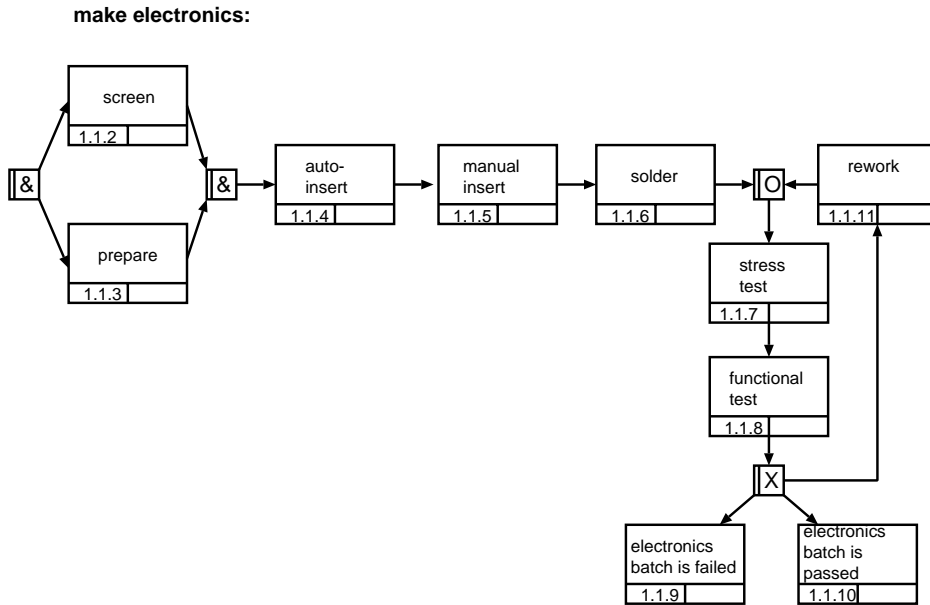 make electronics:
screen
1.1.2
&
&
prepare
1.1.3
auto-
insert
1.1.4
manual
insert
1.1.5
solder
1.1.6
O
rework
1.1.11
stress
test
1.1.7
functional
test
1.1.8
X
electronics
batch is failed
1.1.9
electronics
batch is
passed
1.1.10